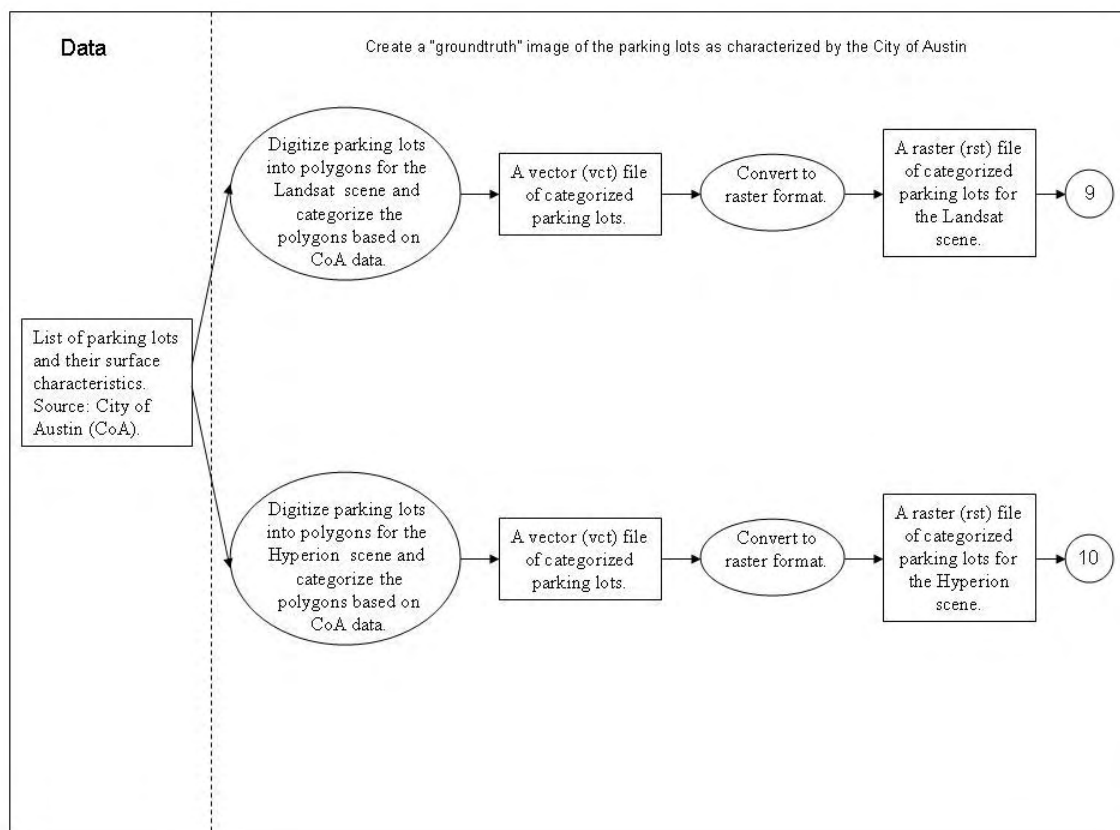 Data
Create a "groundtruth" image of the parking lots as characterized by the City of Austin
List of parking lots
and their surface
characteristics.
Source: City of
Austin (CoA).
Digitize parking lots
into polygons for the
Landsat scene and
categorize the
polygons based on
CoA data.
A vector (vct) file
of categorized
parking lots.
Convert to
raster format.
A raster (rst) file
of categorized
parking lots for
the Landsat
scene.
9
Digitize parking lots
into polygons for the
Hyperion scene and
categorize the
polygons based on
CoA data.
A vector (vct) file
of categorized
parking lots.
Convert to
raster format.
A raster (rst) file
of categorized
parking lots for
the Hyperion
scene.
10